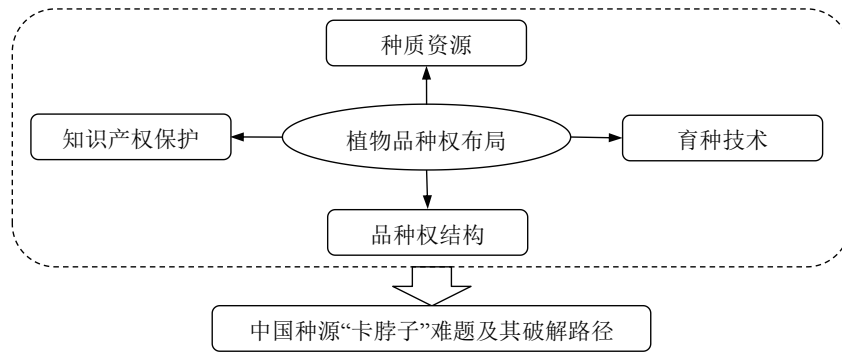 种质资源
知识产权保护
植物品种权布局
育种技术
品种权结构
中国种源“卡脖子”难题及其破解路径